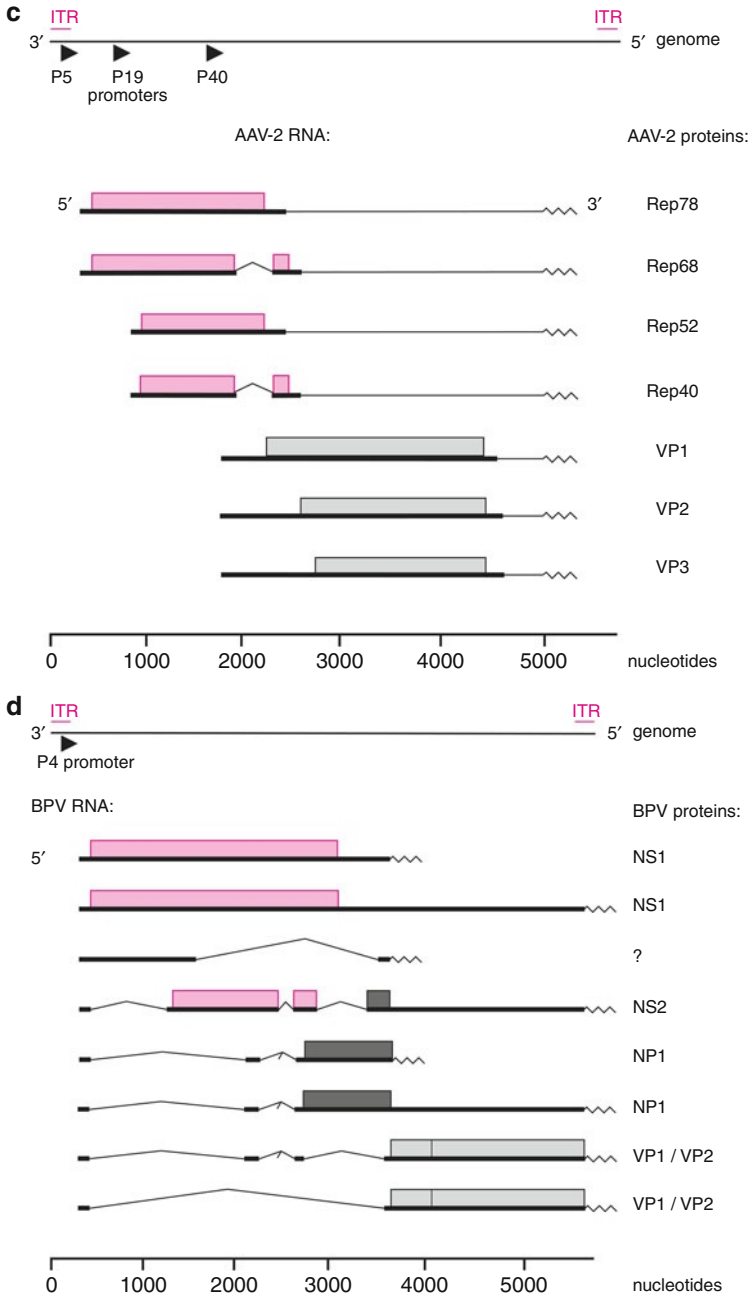 c
ITR ITR
3′ 5′ genome
P5 P19 P40
promoters
AAV-2 RNA: AAV-2 proteins:
5′ 3′ Rep78
Rep68
Rep52
Rep40
VP1
VP2
VP3
0 1000 2000 3000 4000 5000 nucleotides
d
ITR ITR
3′ 5′ genome
P4 promoter
BPV RNA: BPV proteins:
5′ NS1
NS1
?
NS2
NP1
NP1
VP1 / VP2
VP1 / VP2
0 1000 2000 3000 4000 5000 nucleotides